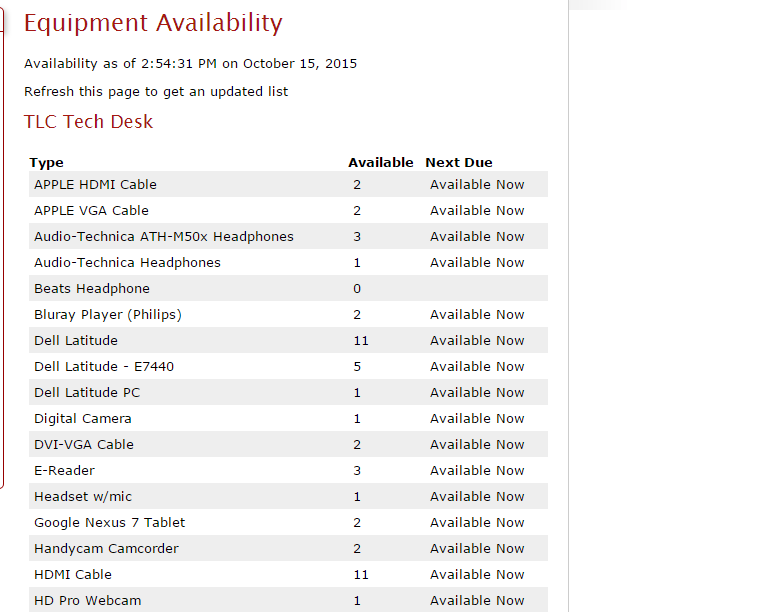 Equipment Availability
Availability as of 2:54:31 PM on October 15, 2015
Refresh this page to get an updated list
TLC Tech Desk
Type Available Next Due
APPLE HDMI Cable 2 Available Now
APPLE VGA Cable 2 Available Now
Audio-Technica ATH-M50x Headphones 3 Available Now
Audio-Technica Headphones 1 Available Now
Beats Headphone 0
Bluray Player (Philips) 2 Available Now
Dell Latitude 11 Available Now
Dell Latitude - E7440 5 Available Now
Dell Latitude PC 1 Available Now
Digital Camera 1 Available Now
DVI-VGA Cable 2 Available Now
E-Reader 3 Available Now
Headset w/mic 1 Available Now
Google Nexus 7 Tablet 2 Available Now
Handycam Camcorder 2 Available Now
HDMI Cable 11 Available Now
HD Pro Webcam 1 Available Now